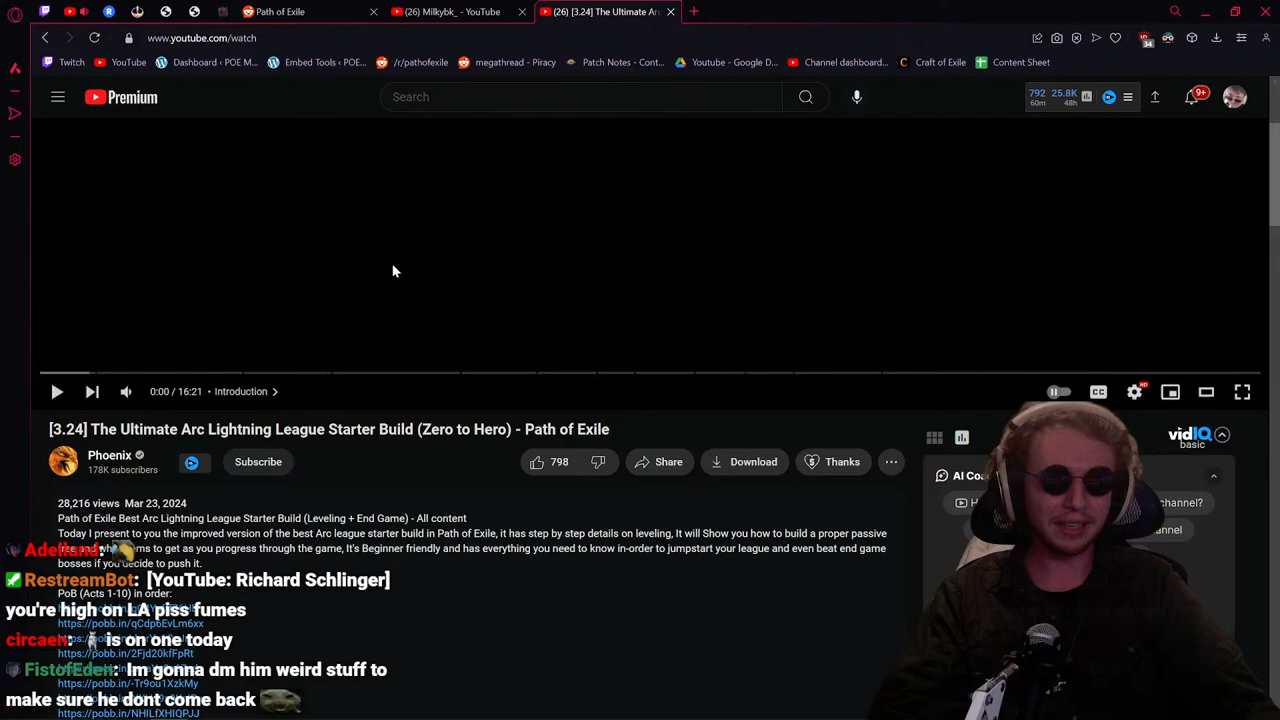 Path of Exile
(26) Milkybk_ - YouTube
(26) [3.24] The Ultimate Arc
www.youtube.com/watch
34
Twitch
YouTube
Dashboard ‹ POE M...
Embed Tools ‹ POE...
/r/pathofexile
megathread - Piracy
Patch Notes - Cont...
Youtube - Google D...
Channel dashboard...
Craft of Exile
Content Sheet
Premium
Search
792 25.8K
60m 48h
9+
0:00 / 16:21 • Introduction
CC
HD
[3.24] The Ultimate Arc Lightning League Starter Build (Zero to Hero) - Path of Exile
Phoenix
178K subscribers
Subscribe
798
Share
Download
Thanks
vidIQ
basic
AI Coa
channel?
channel
28,216 views Mar 23, 2024
Path of Exile Best Arc Lightning League Starter Build (Leveling + End Game) - All content
Today I present to you the improved version of the best Arc league starter build in Path of Exile, it has step by step details on leveling, It will Show you how to build a proper passive
ms to get as you progress through the game, It's Beginner friendly and has everything you need to know in-order to jumpstart your league and even beat end game
bosses if you decide to push it.
PoB (Acts 1-10) in order:
https://pobb.in/qCdp6EvLm6xx
https://pobb.in/2Fjd20kfFpRt
https://pobb.in/-Tr9ou1XzkMy
https://pobb.in/NHILfXHIQPJJ
Adellund:
RestreamBot: [YouTube: Richard Schlinger]
you're high on LA piss fumes
circaen: is on one today
FistofEden: Im gonna dm him weird stuff to
make sure he dont come back